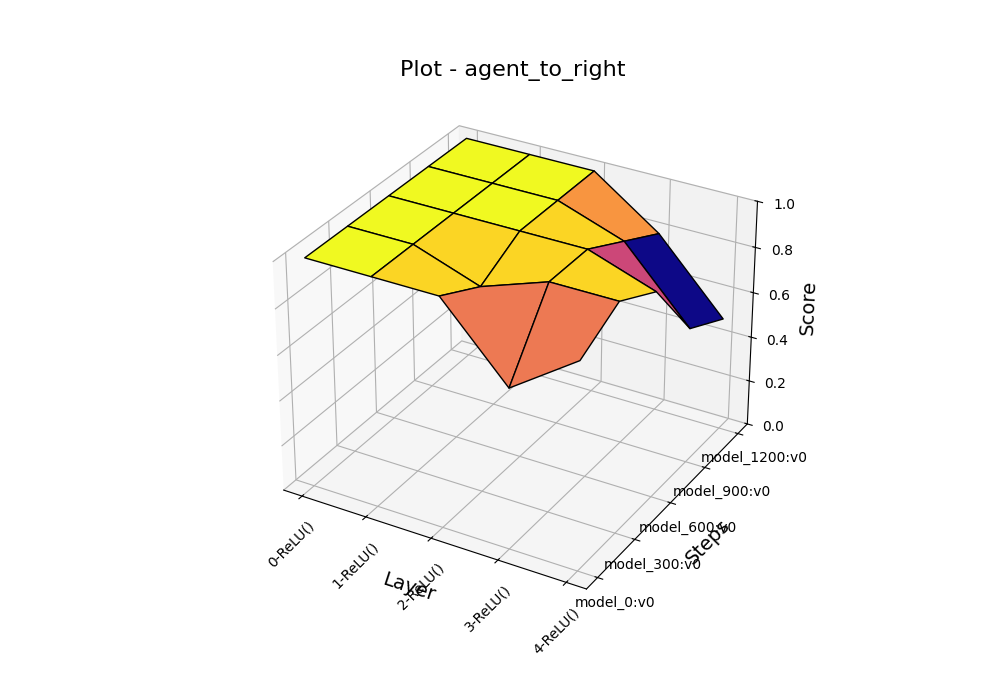 Plot - agent_to_right
1.0
0.8
0.6
0.4
0.2
0.0
Score
model_1200:v0
model_900:v0
model_600:v0
model_300:v0
model_0:v0
Steps
0-ReLU()
1-ReLU()
2-ReLU()
3-ReLU()
4-ReLU()
Layer